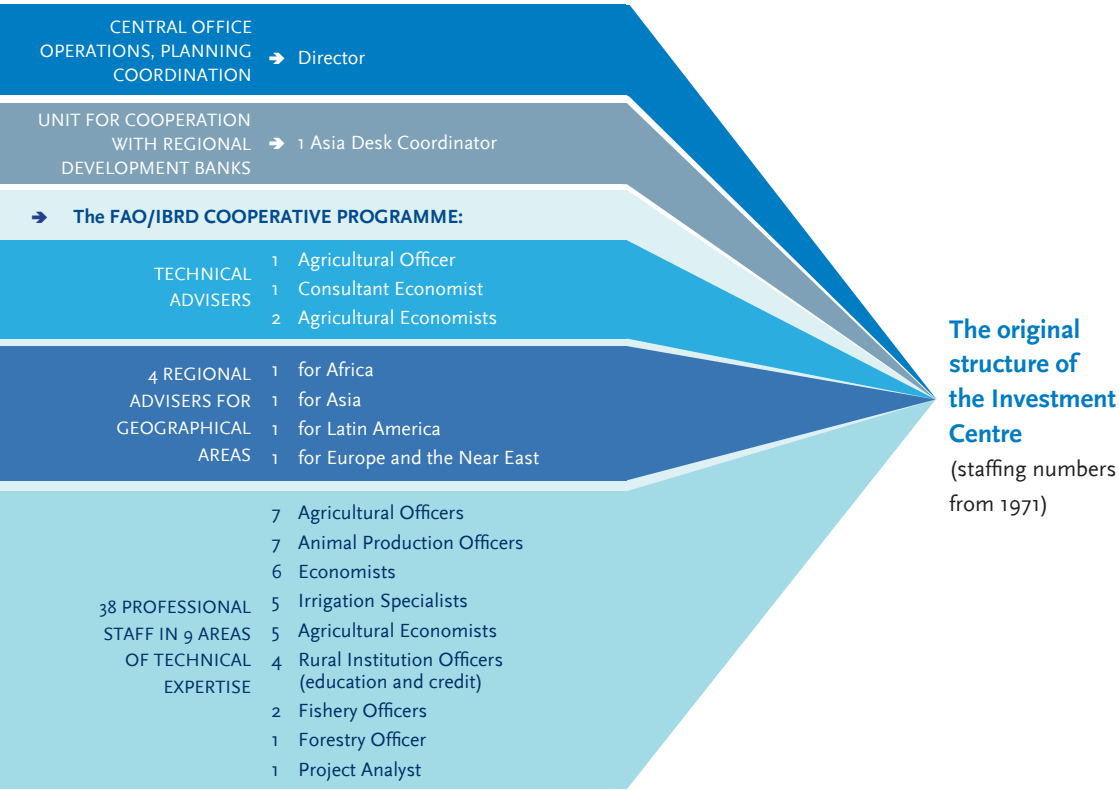 CENTRAL OFFICE
OPERATIONS, PLANNING
COORDINATION
➔ Director
UNIT FOR COOPERATION
WITH REGIONAL
DEVELOPMENT BANKS
➔ 1 Asia Desk Coordinator
➔ The FAO/IBRD COOPERATIVE PROGRAMME:
TECHNICAL
ADVISERS
1 Agricultural Officer
1 Consultant Economist
2 Agricultural Economists
4 REGIONAL
ADVISERS FOR
GEOGRAPHICAL
AREAS
1 for Africa
1 for Asia
1 for Latin America
1 for Europe and the Near East
38 PROFESSIONAL
STAFF IN 9 AREAS
OF TECHNICAL
EXPERTISE
7 Agricultural Officers
7 Animal Production Officers
6 Economists
5 Irrigation Specialists
5 Agricultural Economists
4 Rural Institution Officers
(education and credit)
2 Fishery Officers
1 Forestry Officer
1 Project Analyst
The original
structure of
the Investment
Centre
(staffing numbers
from 1971)